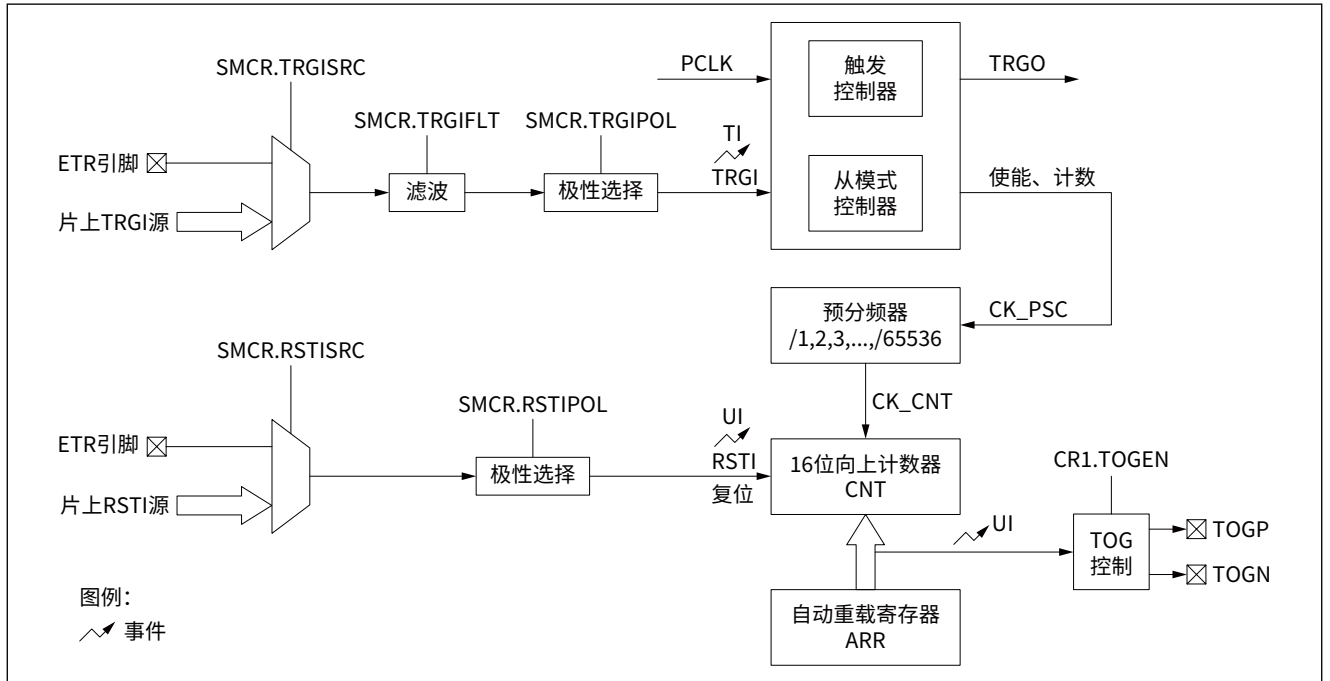 SMCR.TRGISRC
PCLK
触发
控制器
TRGO
SMCR.TRGIFLT
SMCR.TRGIPOL
ETR引脚
TI
滤波
极性选择
TRGI
从模式
控制器
使能、计数
片上TRGI源
预分频器
/1,2,3,...,/65536
CK_PSC
SMCR.RSTISRC
CK_CNT
SMCR.RSTIPOL
UI
ETR引脚
RSTI
极性选择
复位
16位向上计数器
CNT
CR1.TOGEN
片上RSTI源
UI
TOG
控制
TOGP
TOGN
图例：
事件
自动重载寄存器
ARR